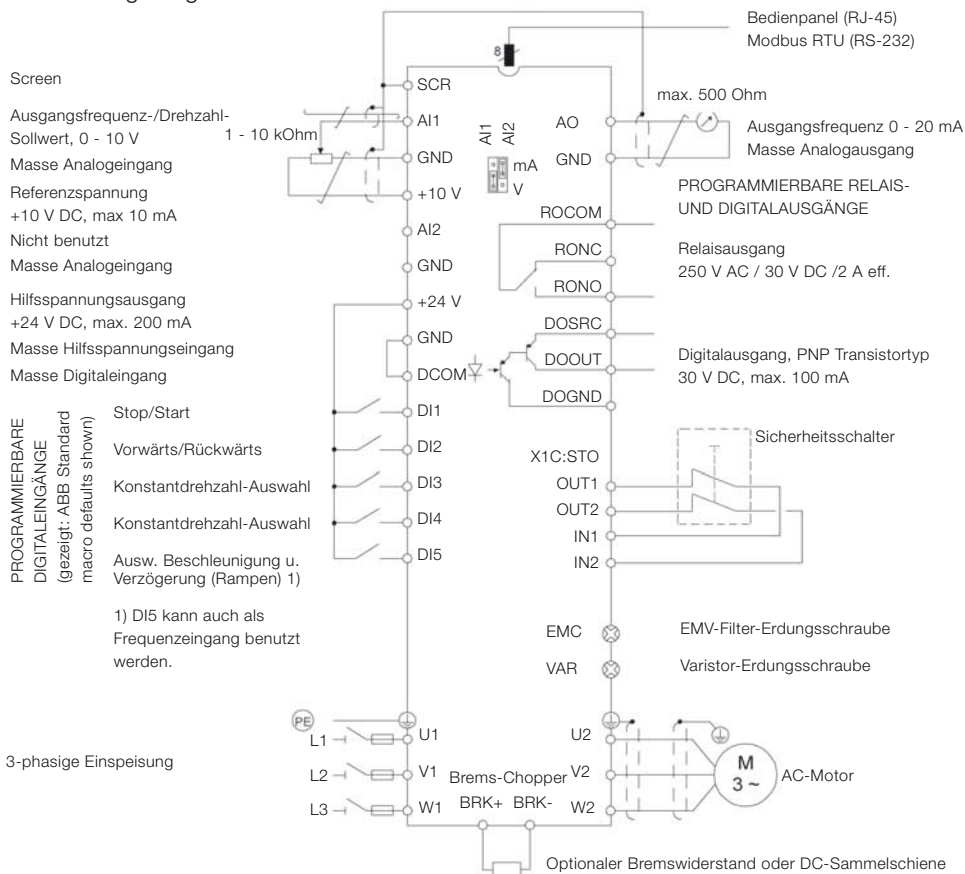 Bedienpanel (RJ-45)
Modbus RTU (RS-232)
8
Screen
SCR
max. 500 Ohm
Ausgangsfrequenz-/Drehzahl-
Sollwert, 0 - 10 V
1 - 10 kOhm
AI1
AI1
AI2
AO
Ausgangsfrequenz 0 - 20 mA
Masse Analogeingang
GND
mA
V
GND
Masse Analogausgang
Referenzspannung
+10 V DC, max 10 mA
+10 V
PROGRAMMIERBARE RELAIS-
UND DIGITALAUSGÄNGE
Nicht benutzt
AI2
ROCOM
Masse Analogeingang
GND
RONC
Relaisausgang
250 V AC / 30 V DC /2 A eff.
Hilfsspannungsausgang
+24 V DC, max. 200 mA
+24 V
RONO
Masse Hilfsspannungseingang
GND
DOSRC
Masse Digitaleingang
DCOM
DOOUT
Digitalausgang, PNP Transistortyp
30 V DC, max. 100 mA
DOGND
PROGRAMMIERBARE
DIGITALEINGÄNGE
(gezeigt: ABB Standard
macro defaults shown)
Stop/Start
DI1
Vorwärts/Rückwärts
DI2
Konstantdrehzahl-Auswahl
DI3
Konstantdrehzahl-Auswahl
DI4
Ausw. Beschleunigung u.
Verzögerung (Rampen) 1)
DI5
1) DI5 kann auch als
Frequenzeingang benutzt
werden.
Sicherheitsschalter
X1C:STO
OUT1
OUT2
IN1
IN2
EMC
EMV-Filter-Erdungsschraube
VAR
Varistor-Erdungsschraube
PE
3-phasige Einspeisung
L1
U1
U2
L2
V1
V2
L3
W1
W2
Brems-Chopper
BRK+ BRK-
M
3 ~
AC-Motor
Optionaler Bremswiderstand oder DC-Sammelschiene